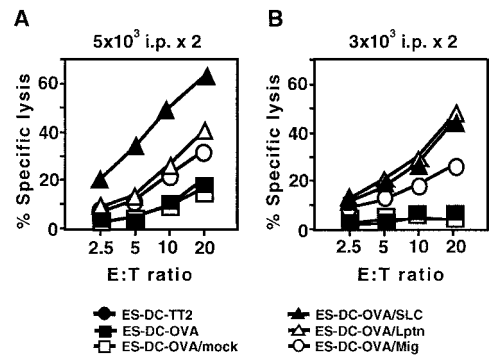 A
5x10³ i.p. x 2
% Specific lysis
60
40
20
0
2.5 5 10 20
E:T ratio
B
3x10³ i.p. x 2
% Specific lysis
60
40
20
0
2.5 5 10 20
E:T ratio
ES-DC-TT2
ES-DC-OVA
ES-DC-OVA/mock
ES-DC-OVA/SLC
ES-DC-OVA/Lptn
ES-DC-OVA/Mig